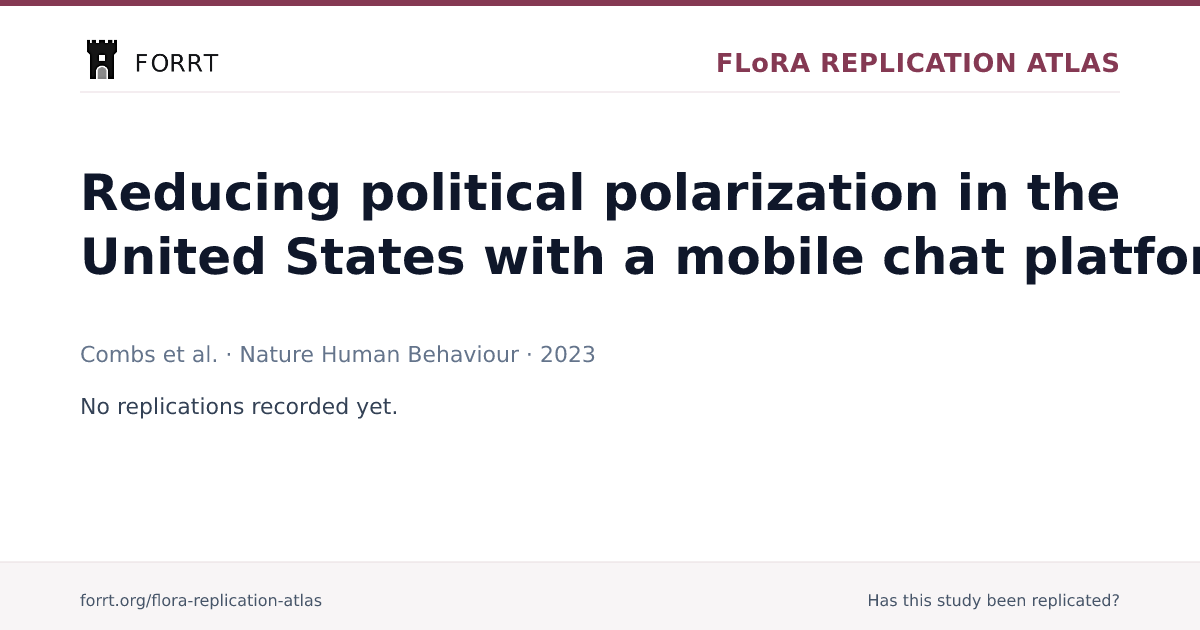 FORRT
FLoRA REPLICATION ATLAS
Reducing political polarization in the
United States with a mobile chat platfor
Combs et al. · Nature Human Behaviour · 2023
No replications recorded yet.
forrt.org/flora-replication-atlas
Has this study been replicated?